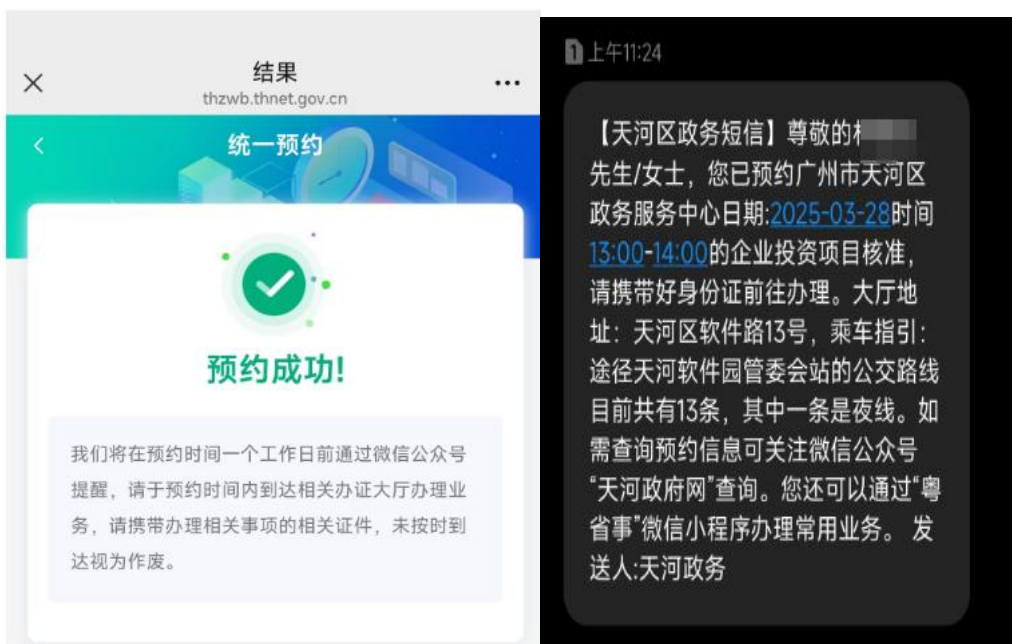 结果
thzwb.thnet.gov.cn
统一预约
预约成功!
我们将在预约时间一个工作日前通过微信公众号
提醒，请于预约时间内到达相关办证大厅办理业
务，请携带办理相关事项的相关证件，未按时到
达视为作废。
1 上午11:24
【天河区政务短信】尊敬的
先生/女士，您已预约广州市天河区
政务服务中心日期:2025-03-28时间
13:00-14:00的企业投资项目核准，
请携带好身份证前往办理。大厅地
址：天河区软件路13号，乘车指引：
途径天河软件园管委会站的公交路线
目前共有13条，其中一条是夜线。如
需查询预约信息可关注微信公众号
“天河政府网”查询。您还可以通过“粤
省事”微信小程序办理常用业务。 发
送人:天河政务